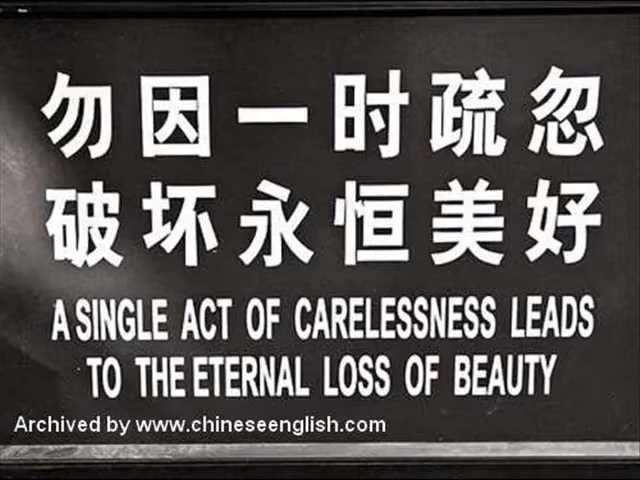 勿因一时疏忽
破坏永恒美好
A SINGLE ACT OF CARELESSNESS LEADS
TO THE ETERNAL LOSS OF BEAUTY
Archived by www.chineseenglish.com